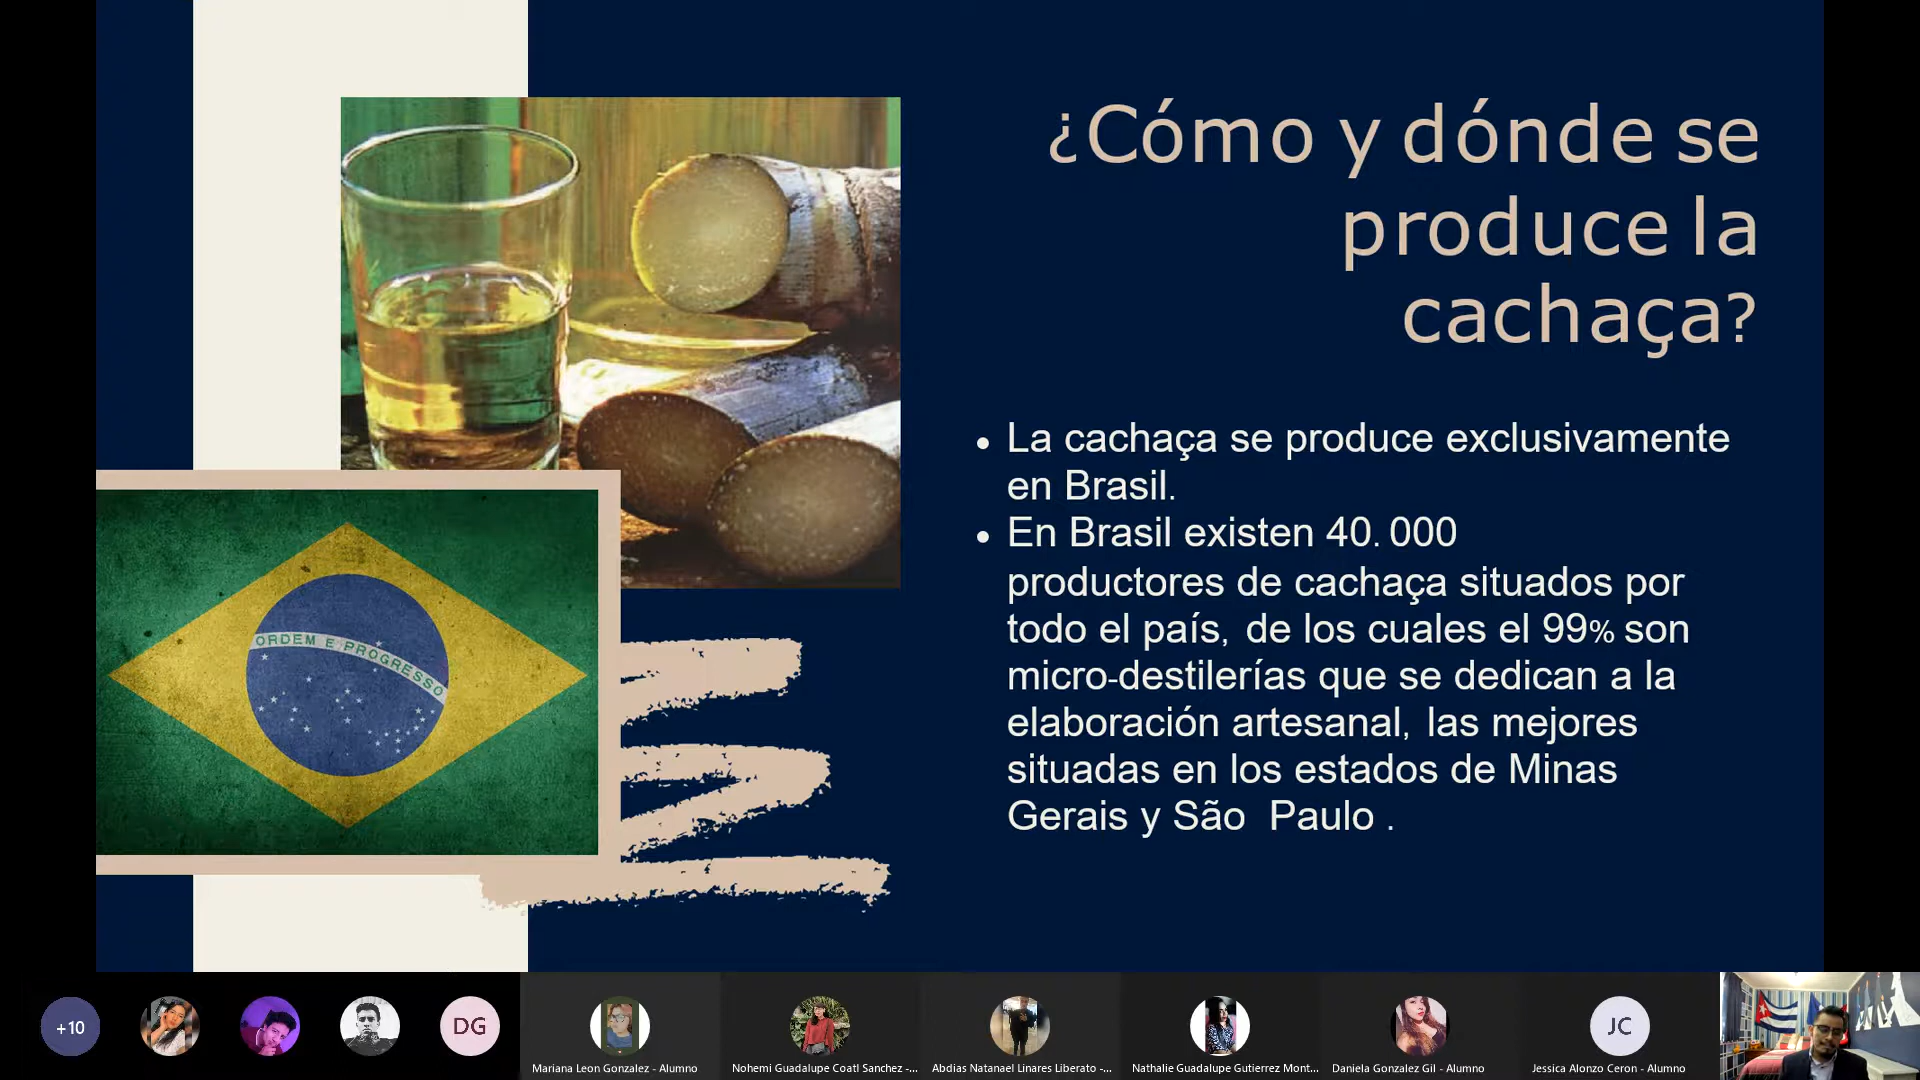 ¿Cómo y dónde se
produce la
cachaça?
La cachaça se produce exclusivamente
en Brasil.
En Brasil existen 40.000
productores de cachaça situados por
todo el país, de los cuales el 99% son
micro-destilerías que se dedican a la
elaboración artesanal, las mejores
situadas en los estados de Minas
Gerais y São Paulo .
ORDEM E PROGRESSO
+10
DG
Mariana Leon Gonzalez - Alumno
Nohemi Guadalupe Coatl Sanchez -...
Abdias Natanael Linares Liberato -...
Nathalie Guadalupe Gutierrez Mont...
Daniela Gonzalez Gil - Alumno
JC
Jessica Alonzo Ceron - Alumno